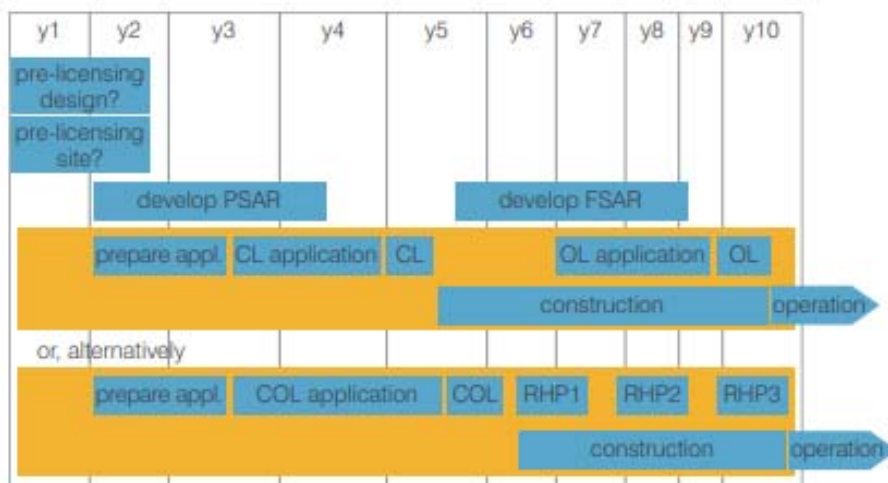 y1 y2 y3 y4 y5 y6 y7 y8 y9 y10
pre-licensing
design?
pre-licensing
site?
develop PSAR develop FSAR
prepare appl. CL application CL OL application OL
construction operation
or, alternatively
prepare appl. COL application COL RHP1 RHP2 RHP3
construction operation